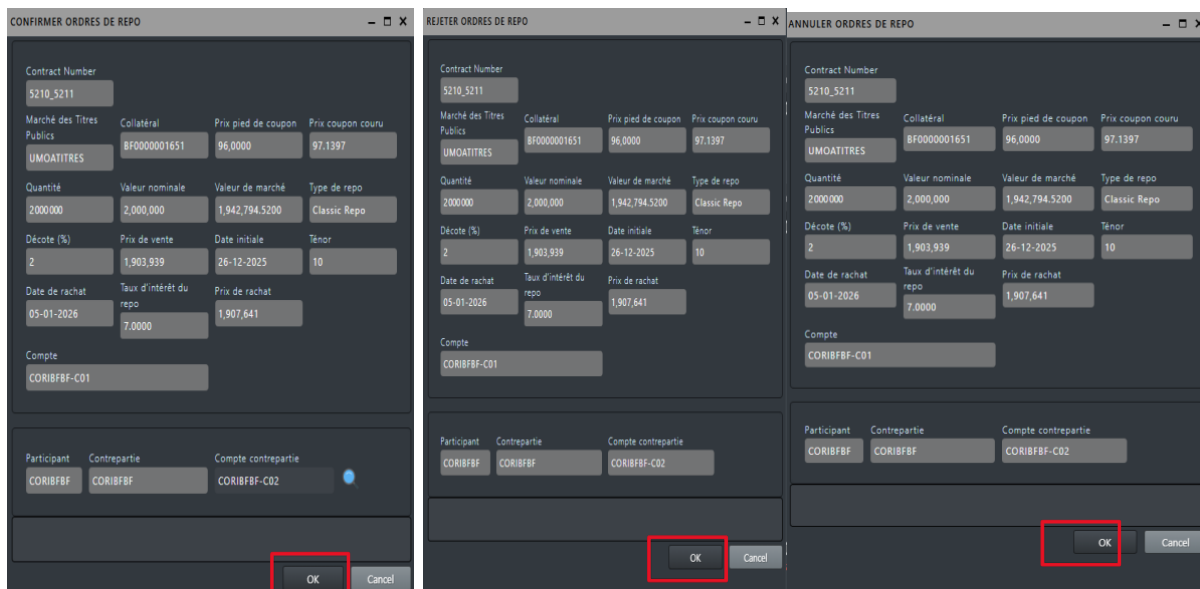 CONFIRMER ORDRES DE REPO
Contract Number
5210_5211
Marché des Titres Publics Collatéral Prix pied de coupon Prix coupon couru
UMOATITRES BF0000001651 96,0000 97.1397
Quantité Valeur nominale Valeur de marché Type de repo
2000000 2,000,000 1,942,794.5200 Classic Repo
Décote (%) Prix de vente Date initiale Ténor
2 1,903,939 26-12-2025 10
Date de rachat Taux d'intérêt du repo Prix de rachat
05-01-2026 7.0000 1,907,641
Compte
CORIBFBF-C01
Participant Contrepartie Compte contrepartie
CORIBFBF CORIBFBF CORIBFBF-C02
OK Cancel
REJETER ORDRES DE REPO
Contract Number
5210_5211
Marché des Titres Publics Collatéral Prix pied de coupon Prix coupon couru
UMOATITRES BF0000001651 96,0000 97.1397
Quantité Valeur nominale Valeur de marché Type de repo
2000000 2,000,000 1,942,794.5200 Classic Repo
Décote (%) Prix de vente Date initiale Ténor
2 1,903,939 26-12-2025 10
Date de rachat Taux d'intérêt du repo Prix de rachat
05-01-2026 7.0000 1,907,641
Compte
CORIBFBF-C01
Participant Contrepartie Compte contrepartie
CORIBFBF CORIBFBF CORIBFBF-C02
OK Cancel
ANNULER ORDRES DE REPO
Contract Number
5210_5211
Marché des Titres Publics Collatéral Prix pied de coupon Prix coupon couru
UMOATITRES BF0000001651 96,0000 97.1397
Quantité Valeur nominale Valeur de marché Type de repo
2000000 2,000,000 1,942,794.5200 Classic Repo
Décote (%) Prix de vente Date initiale Ténor
2 1,903,939 26-12-2025 10
Date de rachat Taux d'intérêt du repo Prix de rachat
05-01-2026 7.0000 1,907,641
Compte
CORIBFBF-C01
Participant Contrepartie Compte contrepartie
CORIBFBF CORIBFBF CORIBFBF-C02
OK Cancel